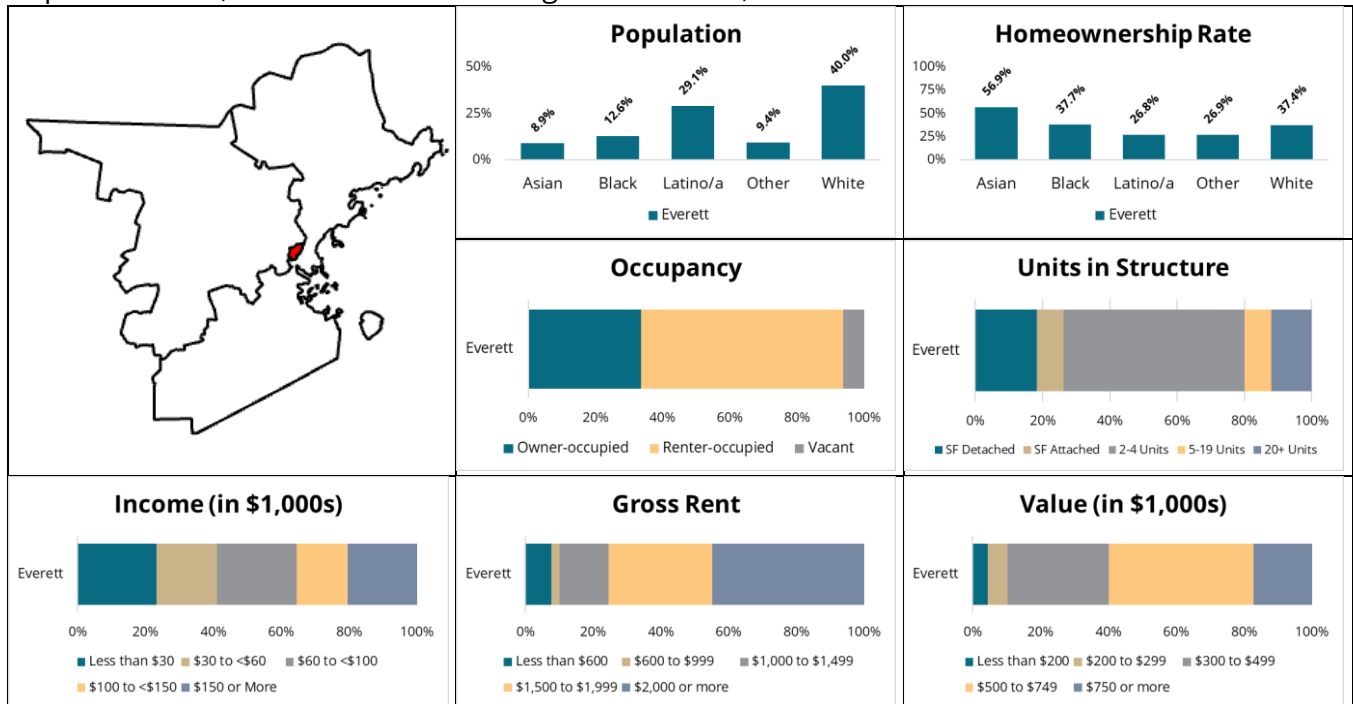 Population
50%
25%
0%
8.9%
12.6%
29.1%
9.4%
40.0%
Asian Black Latino/a Other White
Everett
Homeownership Rate
100%
75%
50%
25%
0%
56.9%
37.7%
26.8%
26.9%
37.4%
Asian Black Latino/a Other White
Everett
Occupancy
Everett
0% 20% 40% 60% 80% 100%
Owner-occupied Renter-occupied Vacant
Units in Structure
Everett
0% 20% 40% 60% 80% 100%
SF Detached SF Attached 2-4 Units 5-19 Units 20+ Units
Income (in $1,000s)
Everett
0% 20% 40% 60% 80% 100%
Less than $30 $30 to <$60 $60 to <$100
$100 to <$150 $150 or More
Gross Rent
Everett
0% 20% 40% 60% 80% 100%
Less than $600 $600 to $999 $1,000 to $1,499
$1,500 to $1,999 $2,000 or more
Value (in $1,000s)
Everett
0% 20% 40% 60% 80% 100%
Less than $200 $200 to $299 $300 to $499
$500 to $749 $750 or more